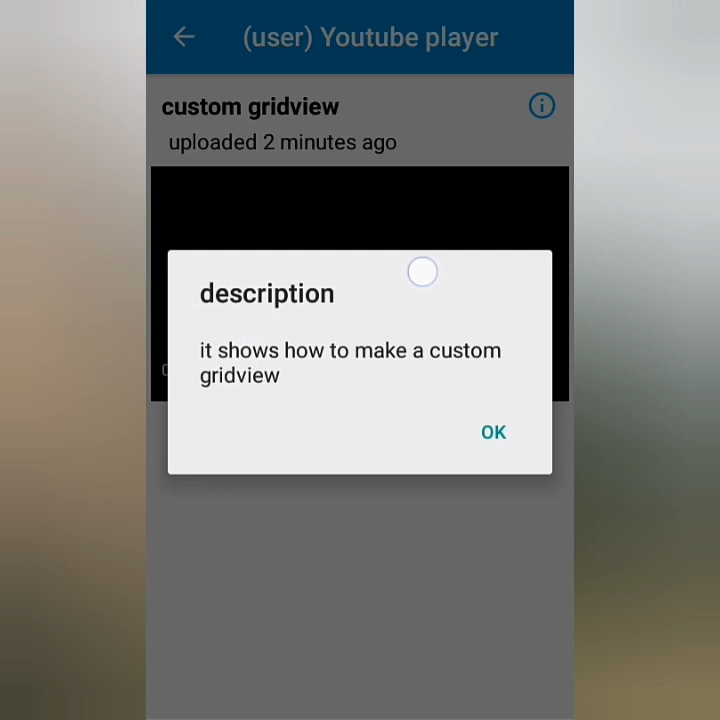 (user) Youtube player
custom gridview
uploaded 2 minutes ago
description
it shows how to make a custom
gridview
OK